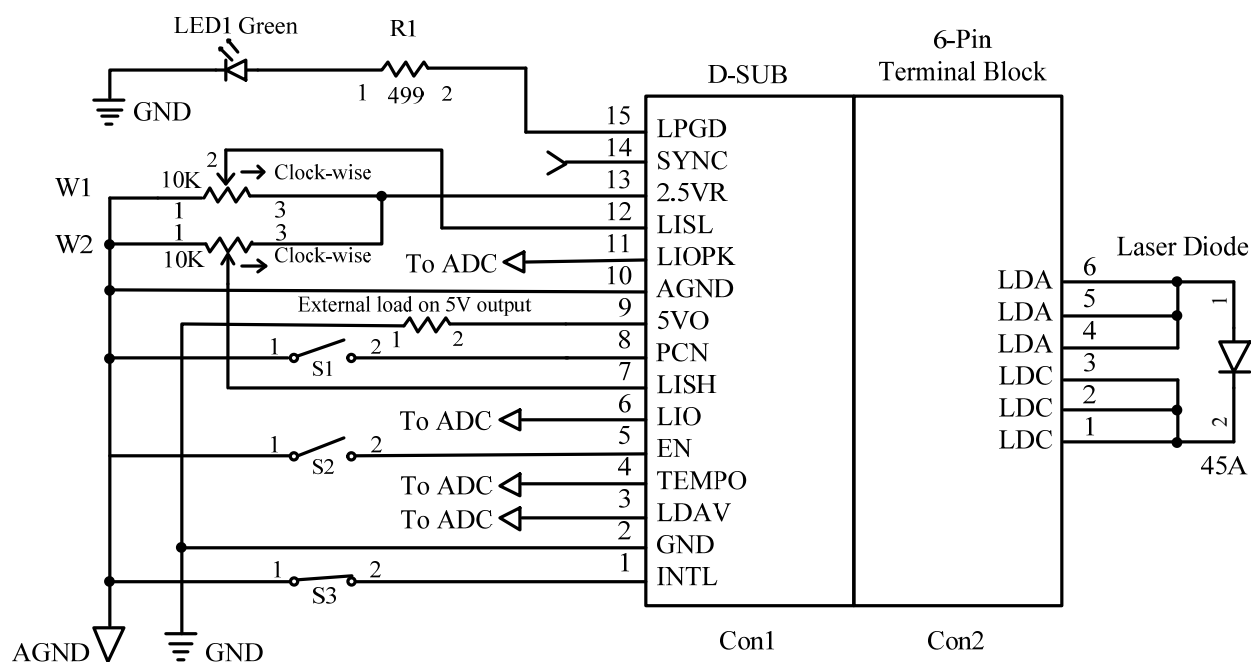 LED1 Green
R1
1 499 2
GND
6-Pin
D-SUB Terminal Block
15 LPGD
14 SYNC
2 Clock-wise
W1 10K
1 3
13 2.5VR
12 LISL
1 3
W2 10K Clock-wise
To ADC 11 LIOPK
10 AGND
External load on 5V output
1 2
9 5VO
1 S1 2 8 PCN
7 LISH
To ADC 6 LIO
1 S2 2 5 EN
To ADC 4 TEMPO
To ADC 3 LDAV
2 GND
1 S3 2 1 INTL
AGND GND
Con1 Con2
Laser Diode
LDA 6
LDA 5
LDA 4
LDC 3
LDC 2
LDC 1
1
2
45A